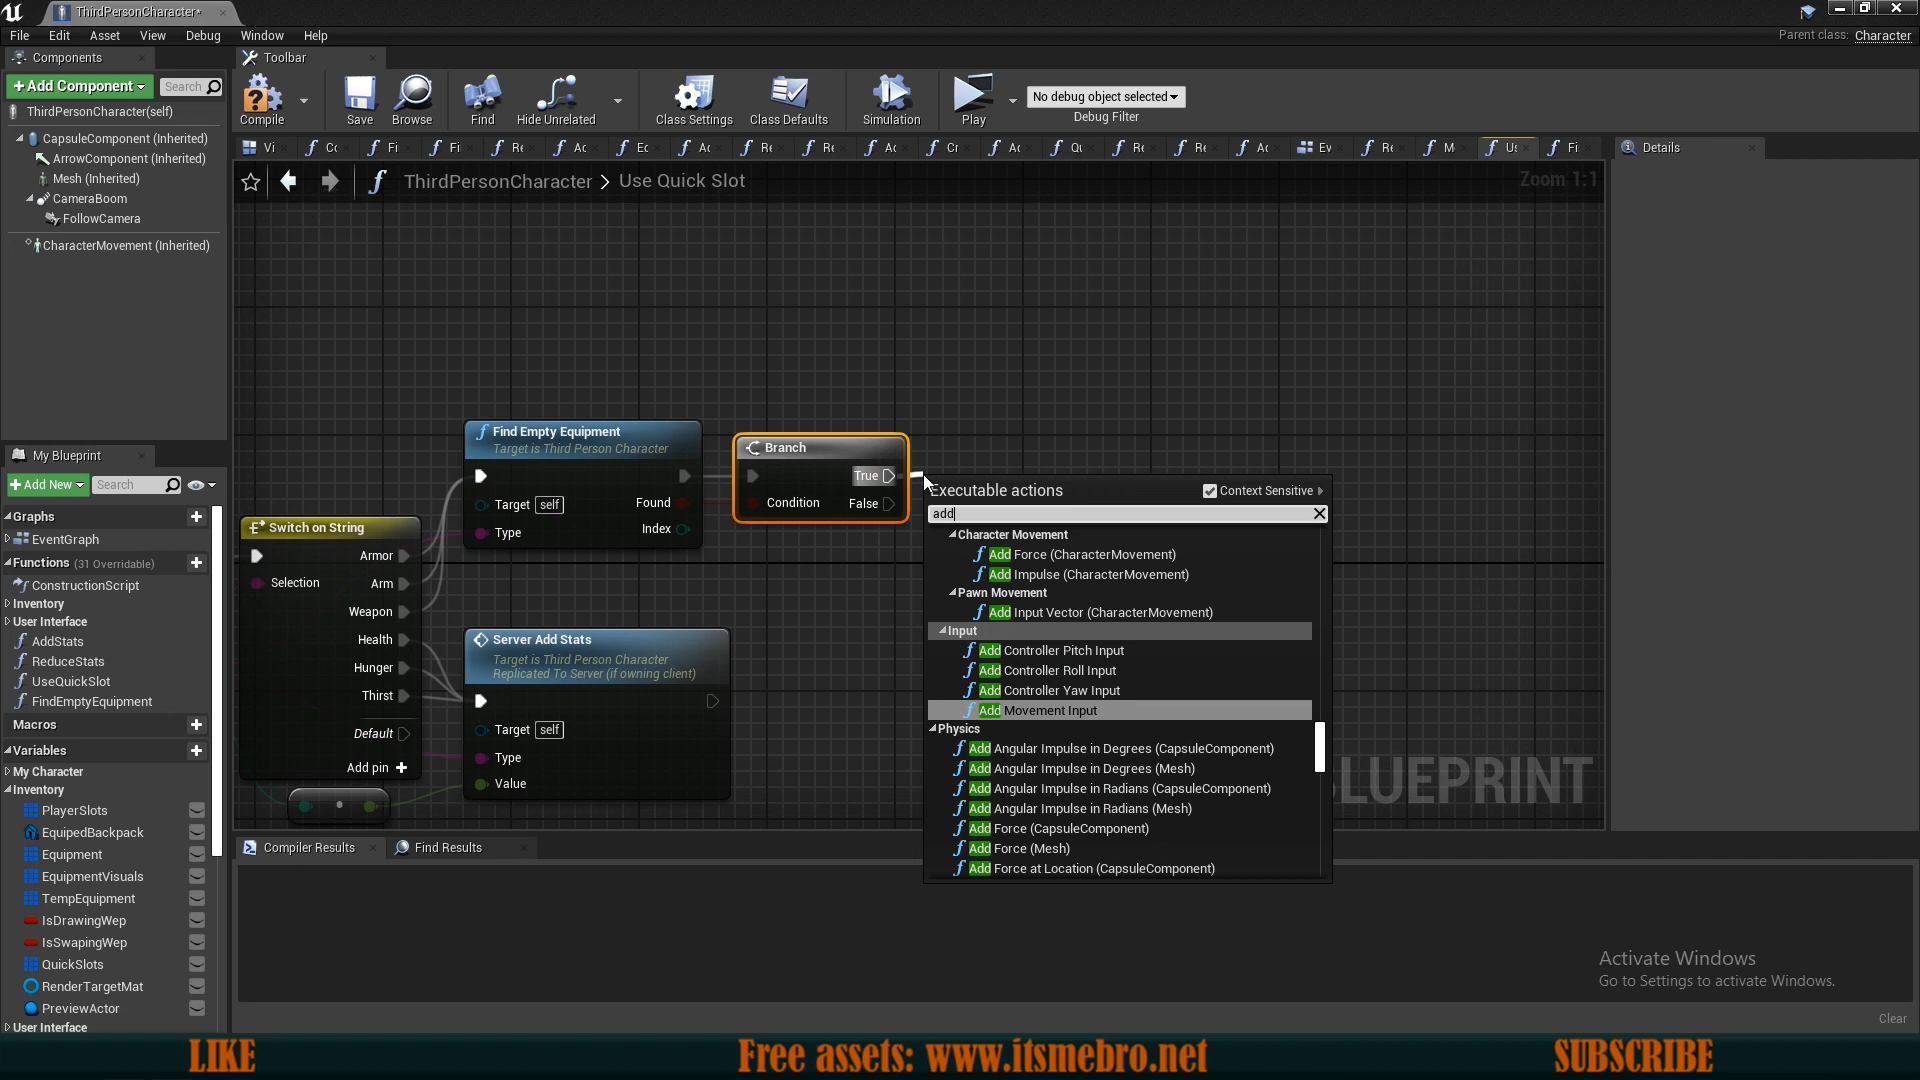 ThirdPersonCharacter*
File Edit Asset View Debug Window Help
Parent class: Character
Components
Toolbar
+Add Component
Search
ThirdPersonCharacter(self)
CapsuleComponent (Inherited)
ArrowComponent (Inherited)
Mesh (Inherited)
CameraBoom
FollowCamera
CharacterMovement (Inherited)
Compile
Save
Browse
Find
Hide Unrelated
Class Settings
Class Defaults
Simulation
Play
No debug object selected
Debug Filter
Vi
Fi
Fi
Re
Re
Re
Ev
Re
M
Fi
Details
ThirdPersonCharacter > Use Quick Slot
Zoom 1:1
My Blueprint
+Add New
Search
Graphs
EventGraph
Functions (31 Overridable)
ConstructionScript
Inventory
User Interface
AddStats
ReduceStats
UseQuickSlot
FindEmptyEquipment
Macros
Variables
My Character
Inventory
PlayerSlots
EquipedBackpack
Equipment
EquipmentVisuals
TempEquipment
IsDrawingWep
IsSwapingWep
QuickSlots
RenderTargetMat
PreviewActor
User Interface
Switch on String
Selection
Armor
Arm
Weapon
Health
Hunger
Thirst
Default
Add pin +
Find Empty Equipment
Target is Third Person Character
Target self
Found
Type
Index
Branch
True
Condition
False
Server Add Stats
Target is Third Person Character
Replicated To Server (if owning client)
Target self
Type
Value
Executable actions
Context Sensitive
add
Character Movement
Add Force (CharacterMovement)
Add Impulse (CharacterMovement)
Pawn Movement
Add Input Vector (CharacterMovement)
Input
Add Controller Pitch Input
Add Controller Roll Input
Add Controller Yaw Input
Add Movement Input
Physics
Add Angular Impulse in Degrees (CapsuleComponent)
Add Angular Impulse in Degrees (Mesh)
Add Angular Impulse in Radians (CapsuleComponent)
Add Angular Impulse in Radians (Mesh)
Add Force (CapsuleComponent)
Add Force (Mesh)
Add Force at Location (CapsuleComponent)
LUEPRINT
Compiler Results
Find Results
Activate Windows
Go to Settings to activate Windows.
Clear
LIKE
Free assets: www.itsmebro.net
SUBSCRIBE